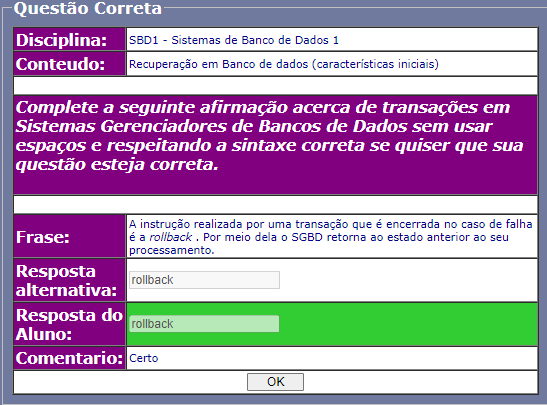 Questão Correta
Disciplina: SBD1 - Sistemas de Banco de Dados 1
Conteudo: Recuperação em Banco de dados (características iniciais)
Complete a seguinte afirmação acerca de transações em
Sistemas Gerenciadores de Bancos de Dados sem usar
espaços e respeitando a sintaxe correta se quiser que sua
questão esteja correta.
Frase:
A instrução realizada por uma transação que é encerrada no caso de falha
é a rollback . Por meio dela o SGBD retorna ao estado anterior ao seu
processamento.
Resposta
alternativa:
rollback
Resposta do
Aluno:
rollback
Comentario: Certo
OK